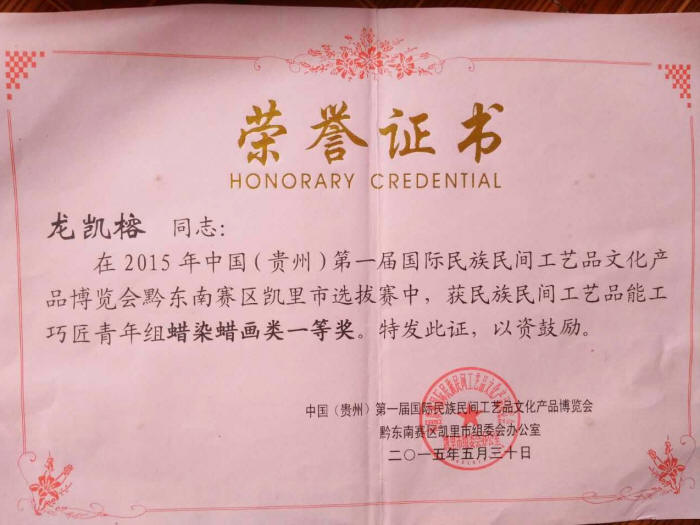 荣誉证书
HONORARY CREDENTIAL
龙凯榕 同志：
在2015年中国（贵州）第一届国际民族民间工艺品文化产
品博览会黔东南赛区凯里市选拔赛中，获民族民间工艺品能工
巧匠青年组蜡染蜡画类一等奖。特发此证，以资鼓励。
中国（贵州）第一届国际民族民间工艺品文化产品博览会
黔东南赛区凯里市组委会办公室
二〇一五年五月三十日